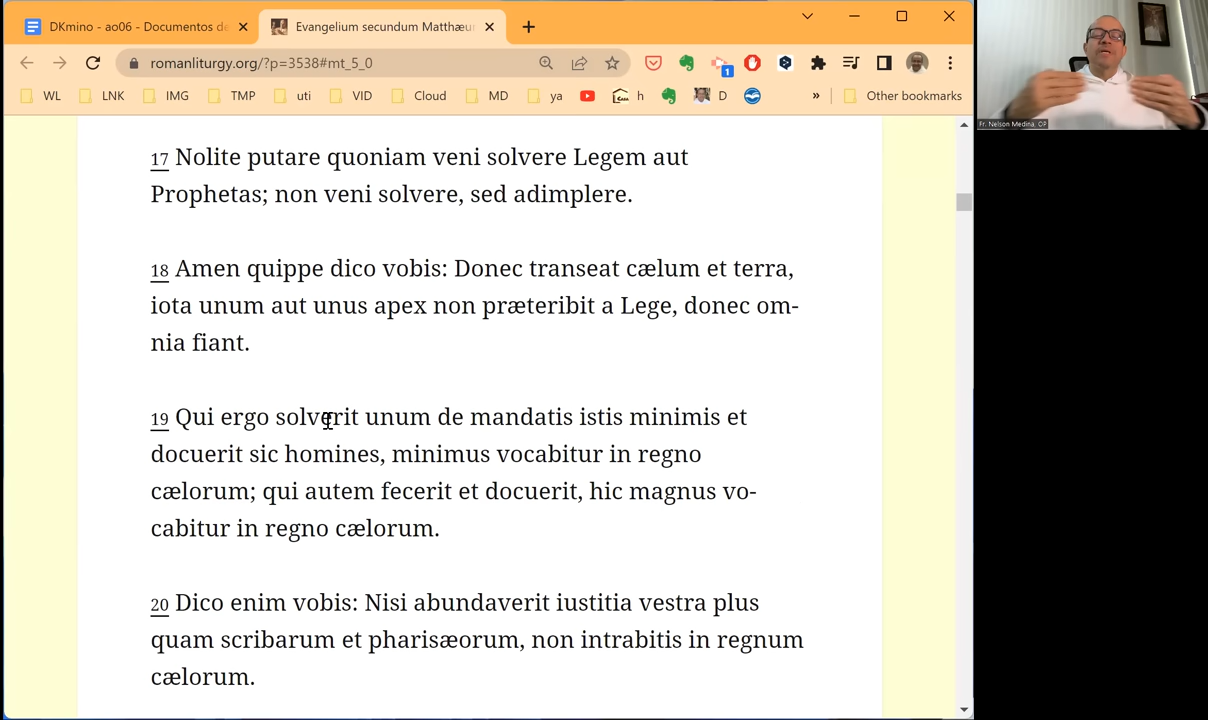 DKmino - ao06 - Documentos de
Evangelium secundum Matthæur
romanliturgy.org/?p=3538#mt_5_0
1
WL LNK IMG TMP uti VID Cloud MD ya h D » Other bookmarks
Fr. Nelson Medina, OP
17 Nolite putare quoniam veni solvere Legem aut
Prophetas; non veni solvere, sed adimplere.
18 Amen quippe dico vobis: Donec transeat cælum et terra,
iota unum aut unus apex non præteribit a Lege, donec om-
nia fiant.
19 Qui ergo solverit unum de mandatis istis minimis et
docuerit sic homines, minimus vocabitur in regno
cælorum; qui autem fecerit et docuerit, hic magnus vo-
cabitur in regno cælorum.
20 Dico enim vobis: Nisi abundaverit iustitia vestra plus
quam scribarum et pharisæorum, non intrabitis in regnum
cælorum.